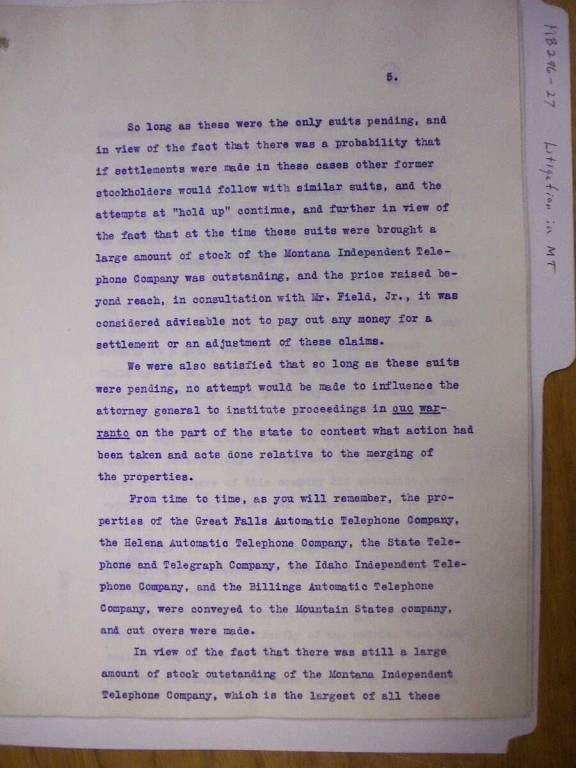 5.
So long as these were the only suits pending, and
in view of the fact that there was a probability that
if settlements were made in these cases other former
stockholders would follow with similar suits, and the
attempts at "hold up" continue, and further in view of
the fact that at the time these suits were brought a
large amount of stock of the Montana Independent Tele-
phone Company was outstanding, and the price raised be-
yond reach, in consultation with Mr. Field, Jr., it was
considered advisable not to pay out any money for a
settlement or an adjustment of these claims.
We were also satisfied that so long as these suits
were pending, no attempt would be made to influence the
attorney general to institute proceedings in quo war-
ranto on the part of the state to contest what action had
been taken and acts done relative to the merging of
the properties.
From time to time, as you will remember, the pro-
perties of the Great Falls Automatic Telephone Company,
the Helena Automatic Telephone Company, the State Tele-
phone and Telegraph Company, the Idaho Independent Tele-
phone Company, and the Billings Automatic Telephone
Company, were conveyed to the Mountain States company,
and cut overs were made.
In view of the fact that there was still a large
amount of stock outstanding of the Montana Independent
Telephone Company, which is the largest of all these
HB296-27 Litigation in MT